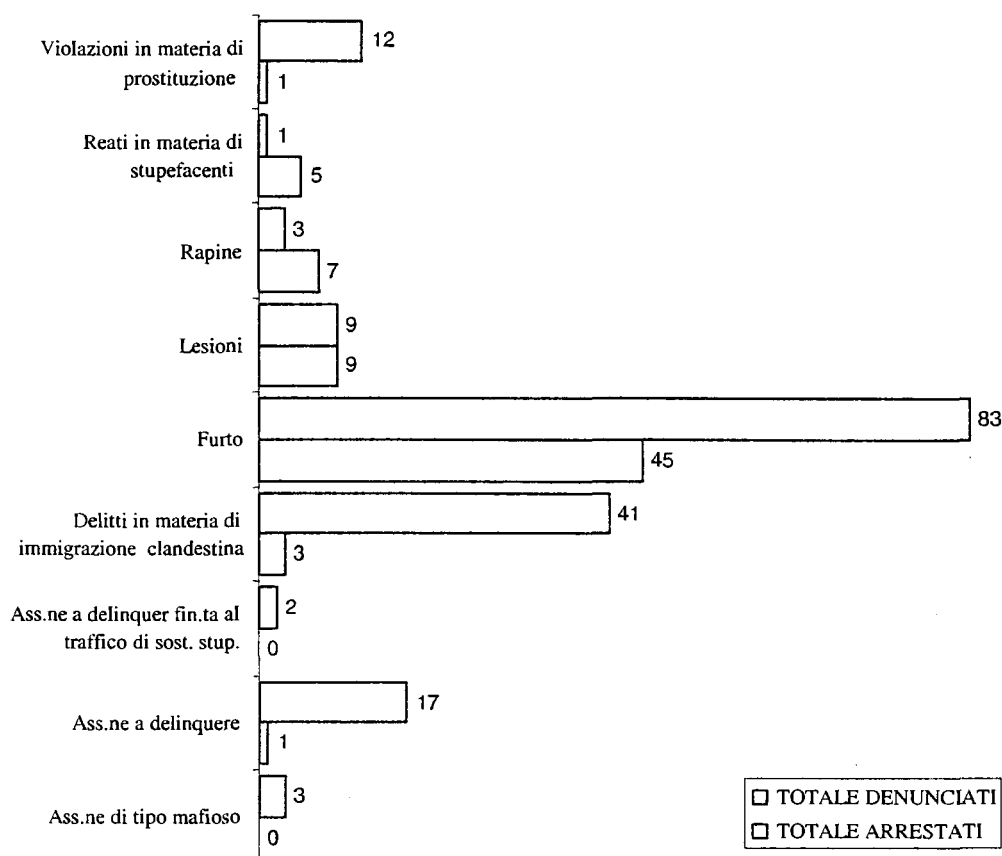 12
Violazioni in materia di
prostituzione
1
1
Reati in materia di
stupefacenti
5
3
Rapine
7
9
Lesioni
9
83
Furto
45
41
Delitti in materia di
immigrazione clandestina
3
2
Ass.ne a delinquer fin.ta al
traffico di sost. stup.
0
17
Ass.ne a delinquere
1
3
Ass.ne di tipo mafioso
0
TOTALE DENUNCIATI
TOTALE ARRESTATI